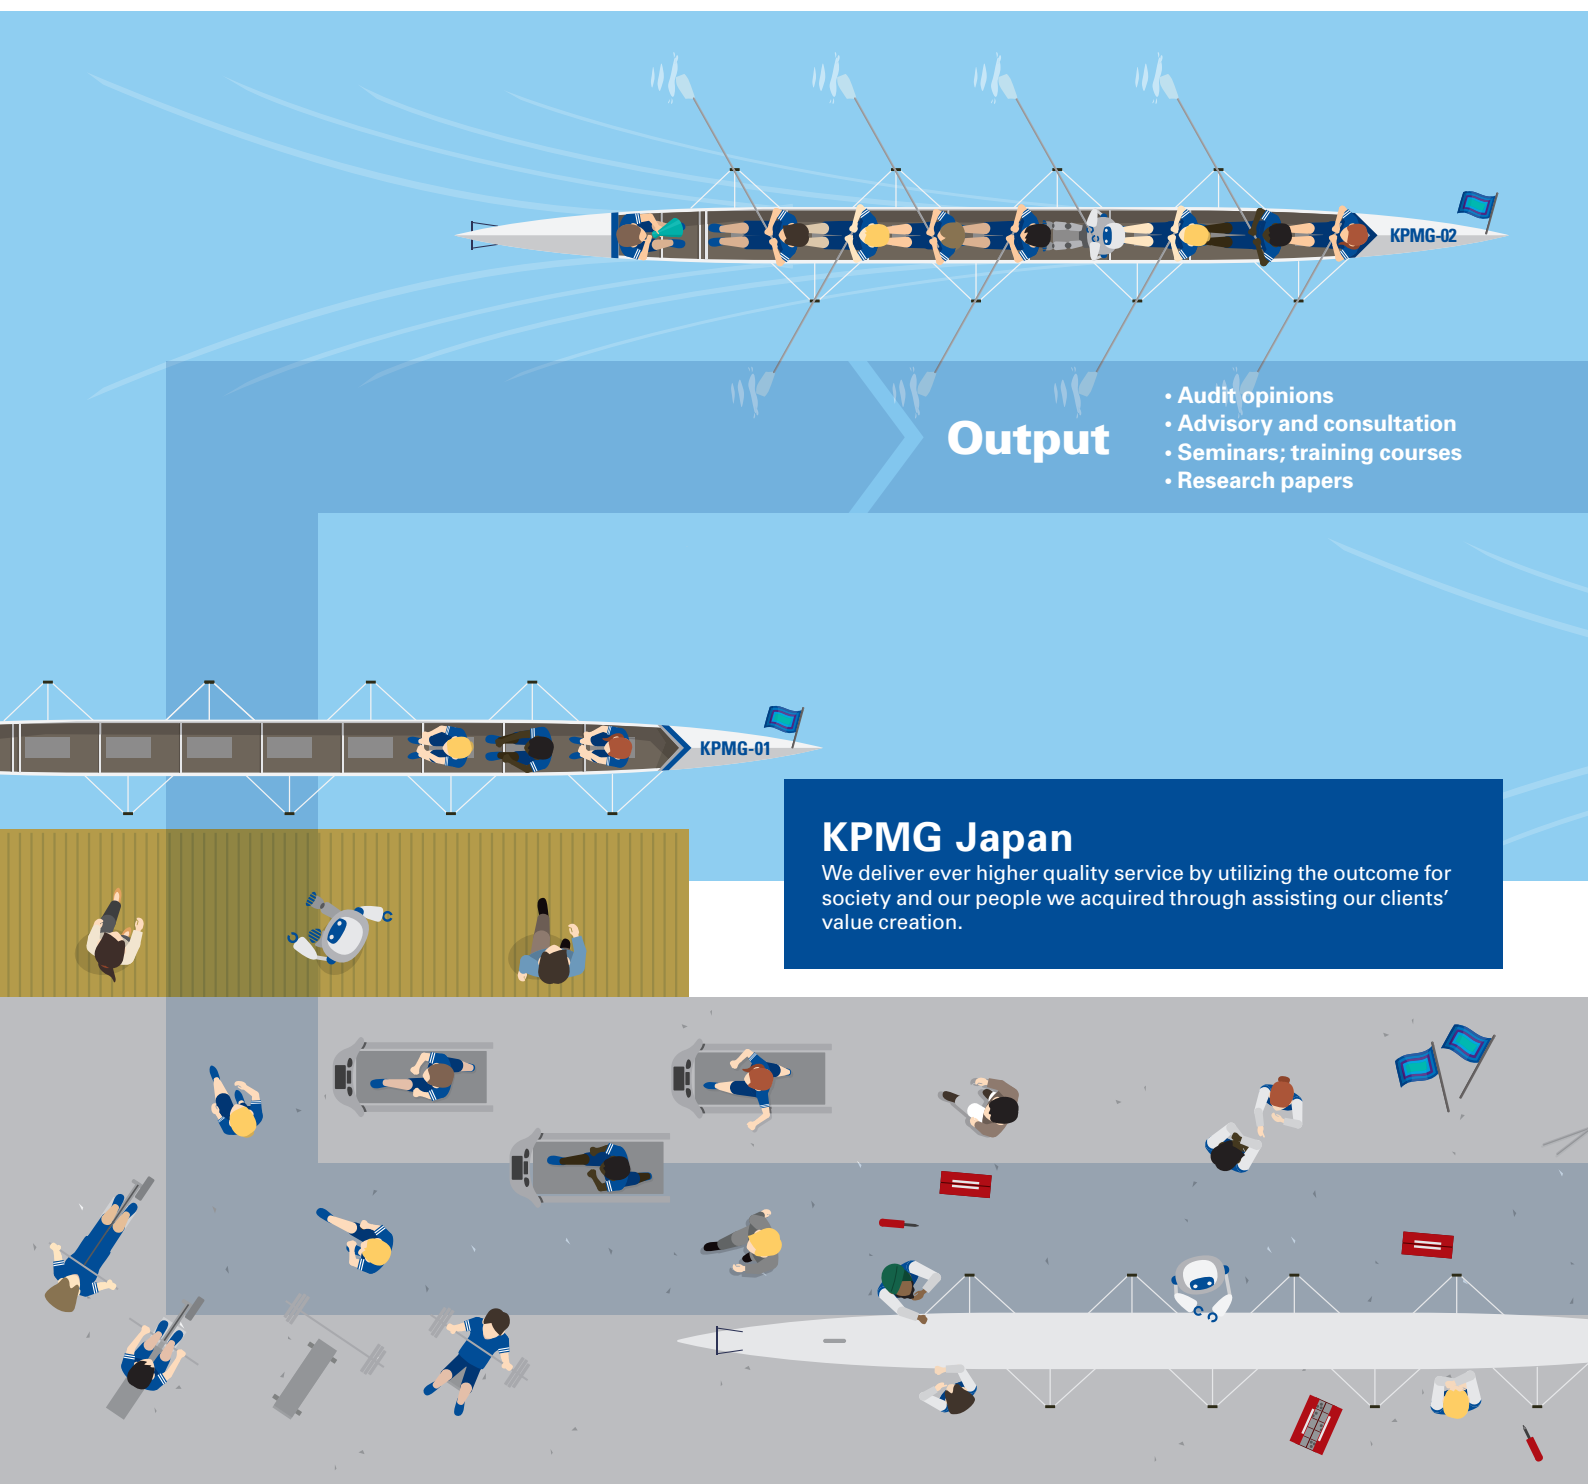 KPMG-02
Output
• Audit opinions
• Advisory and consultation
• Seminars; training courses
• Research papers
KPMG-01
KPMG Japan
We deliver ever higher quality service by utilizing the outcome for
society and our people we acquired through assisting our clients’
value creation.